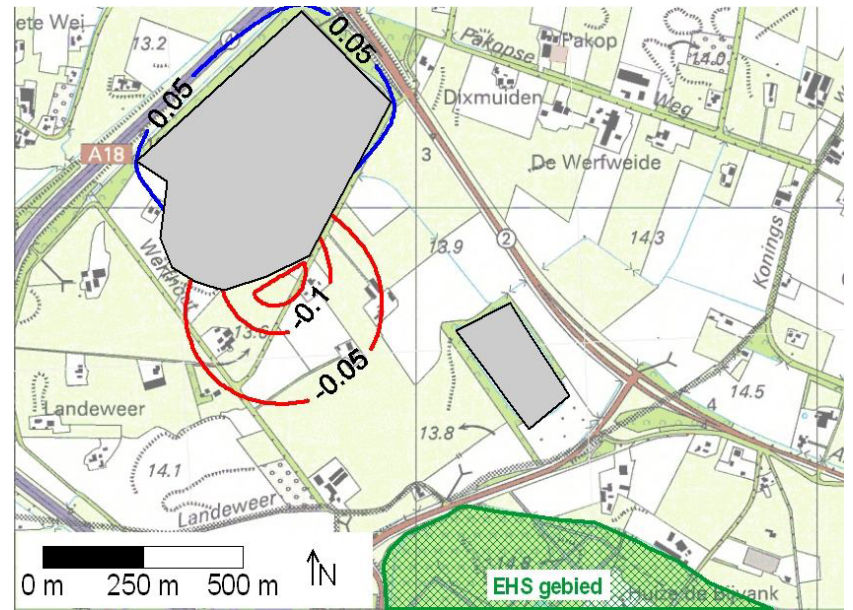 ete Wei
13.2
0.05
0.05
Pakop
Pakopse
Weg
14.0
Dixmuiden
4
A18
3
De Werfweide
2
13.9
14.3
Konings
-0.1
-0.05
Landeweer
13.8
4
14.5
14.1
Landeweer
0 m 250 m 500 m
N
EHS gebied